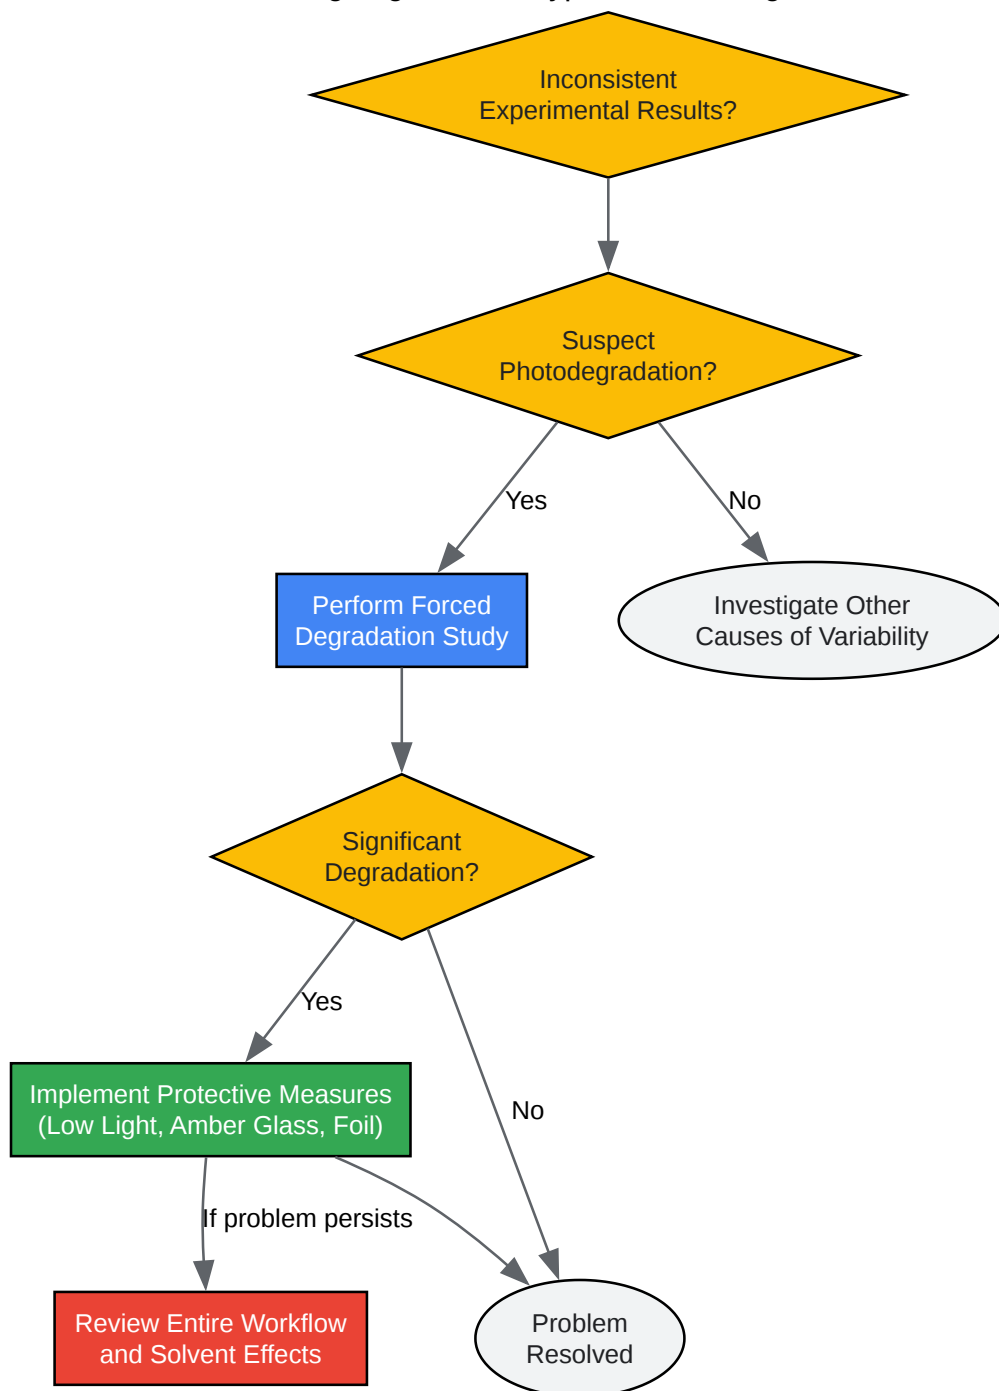 Inconsistent
Experimental Results?
Suspect
Photodegradation?
Yes
No
Perform Forced
Degradation Study
Investigate Other
Causes of Variability
Significant
Degradation?
Yes
No
Implement Protective Measures
(Low Light, Amber Glass, Foil)
If problem persists
Review Entire Workflow
and Solvent Effects
Problem
Resolved